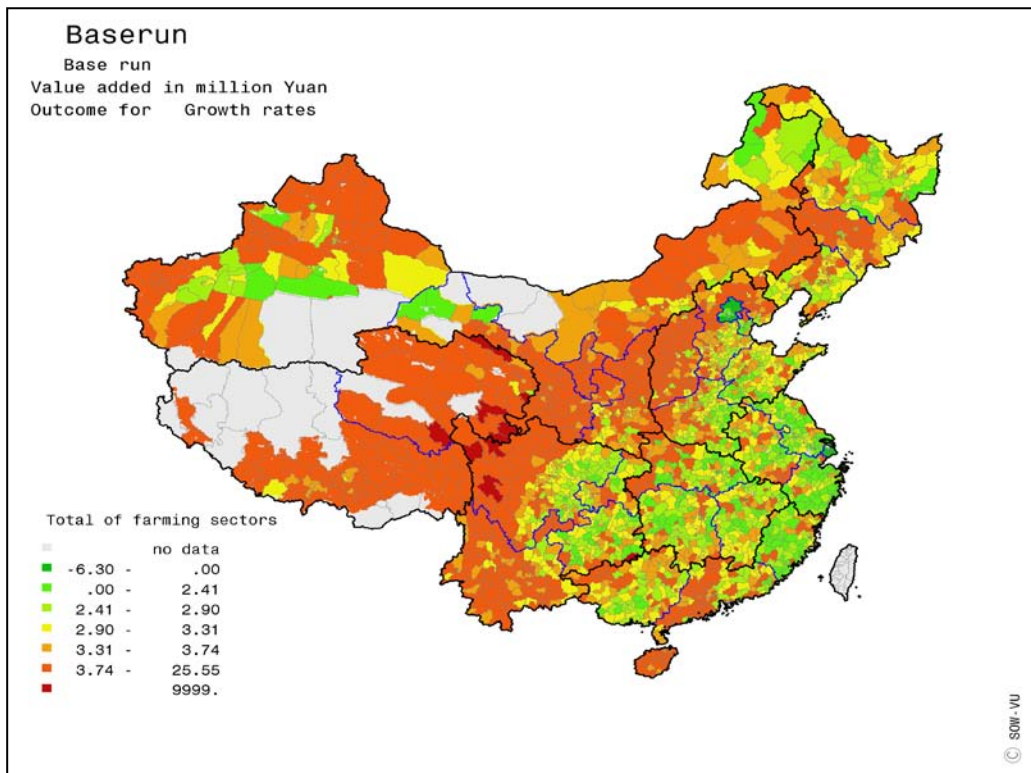 Baserun
Base run
Value added in million Yuan
Outcome for Growth rates
Total of farming sectors
no data
-6.30 - .00
.00 - 2.41
2.41 - 2.90
2.90 - 3.31
3.31 - 3.74
3.74 - 25.55
9999.
© SOW-VU